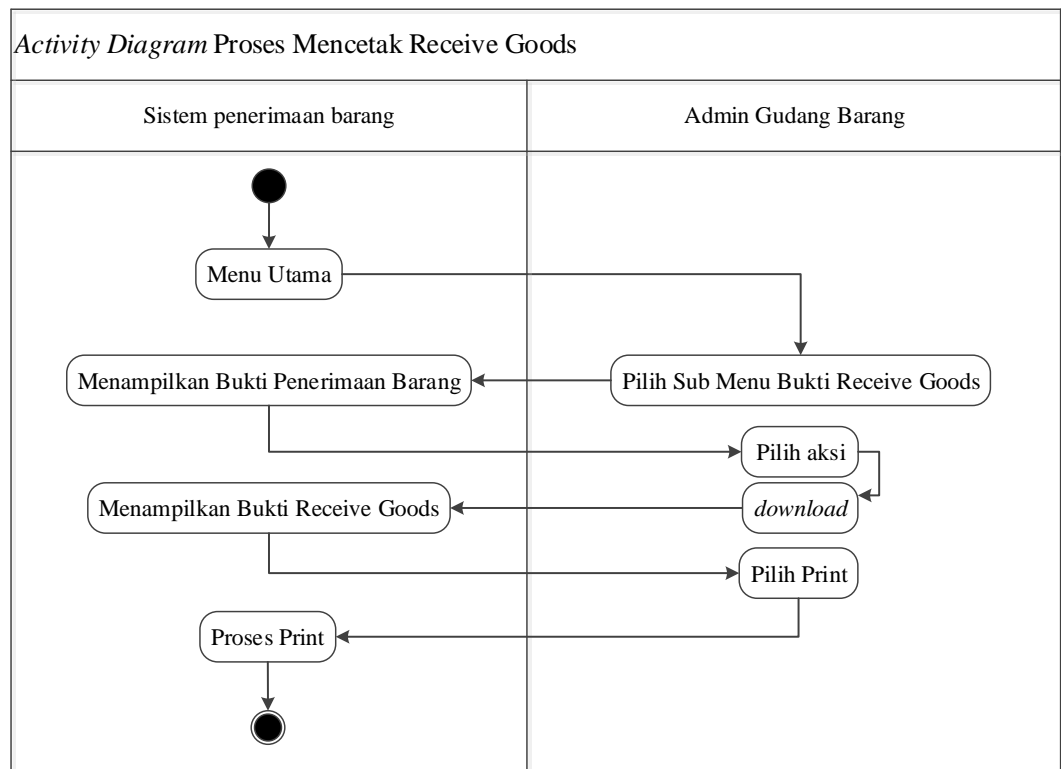 Activity Diagram Proses Mencetak Receive Goods
Sistem penerimaan barang
Admin Gudang Barang
Menu Utama
Pilih Sub Menu Bukti Receive Goods
Menampilkan Bukti Penerimaan Barang
Pilih aksi
download
Menampilkan Bukti Receive Goods
Pilih Print
Proses Print